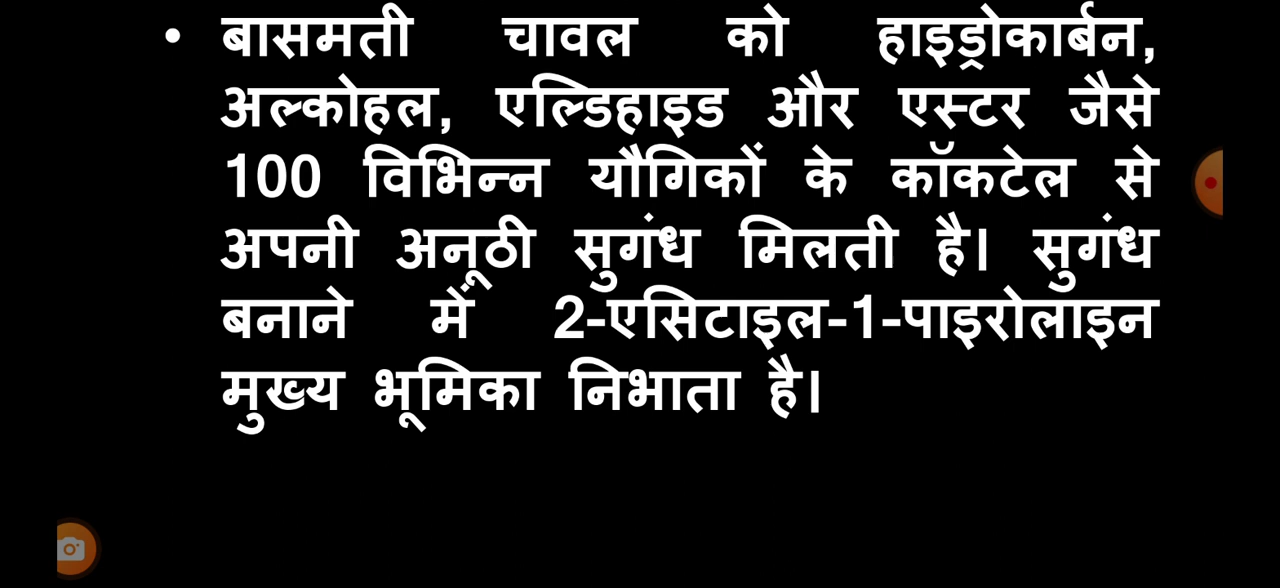 • बासमती चावल को हाइड्रोकार्बन,
अल्कोहल, एल्डिहाइड और एस्टर जैसे
100 विभिन्न यौगिकों के कॉकटेल से
अपनी अनूठी सुगंध मिलती है। सुगंध
बनाने में 2-एसिटाइल-1-पाइरोलाइन
मुख्य भूमिका निभाता है।